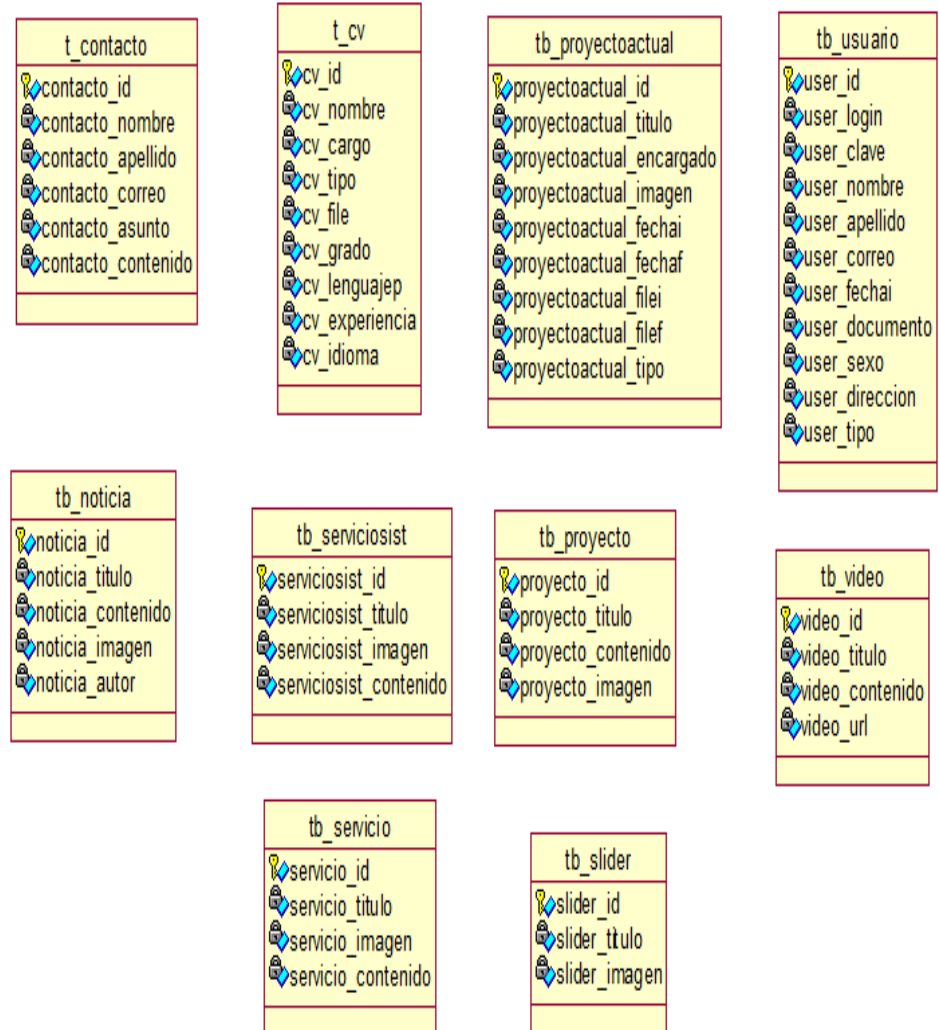 t_contacto
contacto_id
contacto_nombre
contacto_apellido
contacto_correo
contacto_asunto
contacto_contenido
t_cv
cv_id
cv_nombre
cv_cargo
cv_tipo
cv_file
cv_grado
cv_lenguajep
cv_experiencia
cv_idioma
tb_proyectoactual
proyectoactual_id
proyectoactual_titulo
proyectoactual_encargado
proyectoactual_imagen
proyectoactual_fechai
proyectoactual_fechaf
proyectoactual_filei
proyectoactual_filef
proyectoactual_tipo
tb_usuario
user_id
user_login
user_clave
user_nombre
user_apellido
user_correo
user_fechai
user_documento
user_sexo
user_direccion
user_tipo
tb_noticia
noticia_id
noticia_titulo
noticia_contenido
noticia_imagen
noticia_autor
tb_serviciosist
serviciosist_id
serviciosist_titulo
serviciosist_imagen
serviciosist_contenido
tb_proyecto
proyecto_id
proyecto_titulo
proyecto_contenido
proyecto_imagen
tb_video
video_id
video_titulo
video_contenido
video_url
tb_servicio
servicio_id
servicio_titulo
servicio_imagen
servicio_contenido
tb_slider
slider_id
slider_titulo
slider_imagen